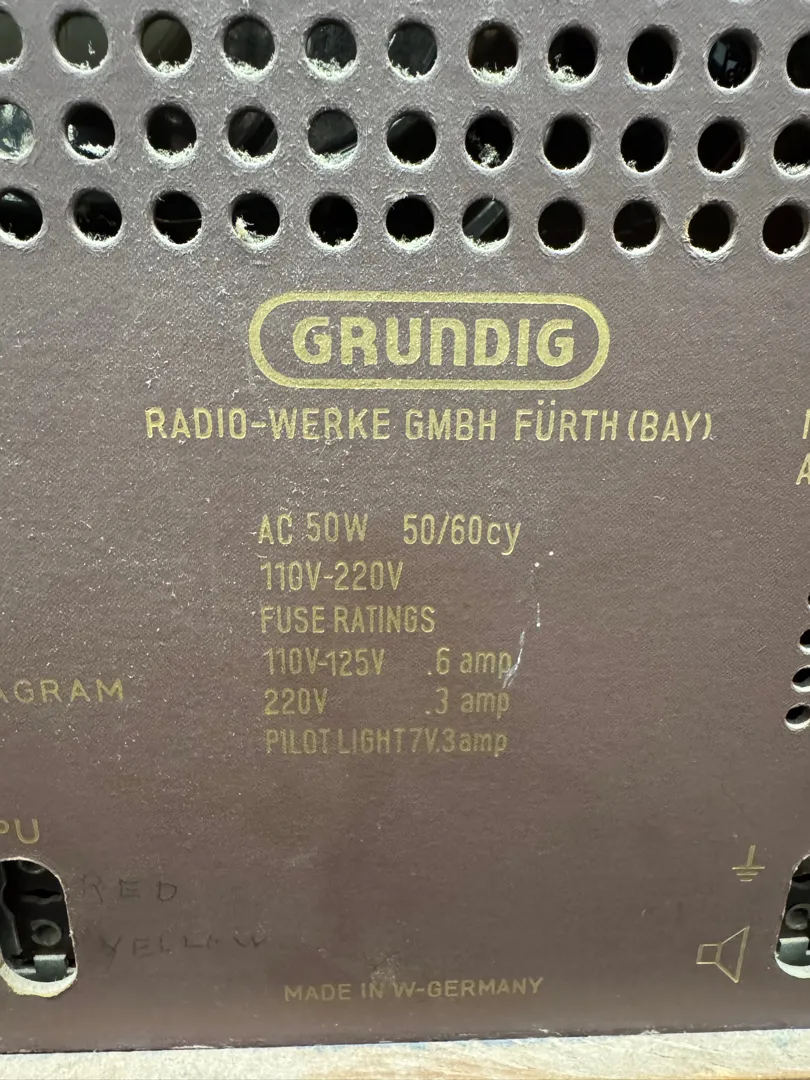 GRUNDIG
RADIO-WERKE GMBH FÜRTH (BAY)
AC 50W 50/60cy
110V-220V
FUSE RATINGS
110V-125V .6 amp
220V .3 amp
PILOT LIGHT 7V.3amp
AGRAM
PU
RED
YELLOW
MADE IN W-GERMANY